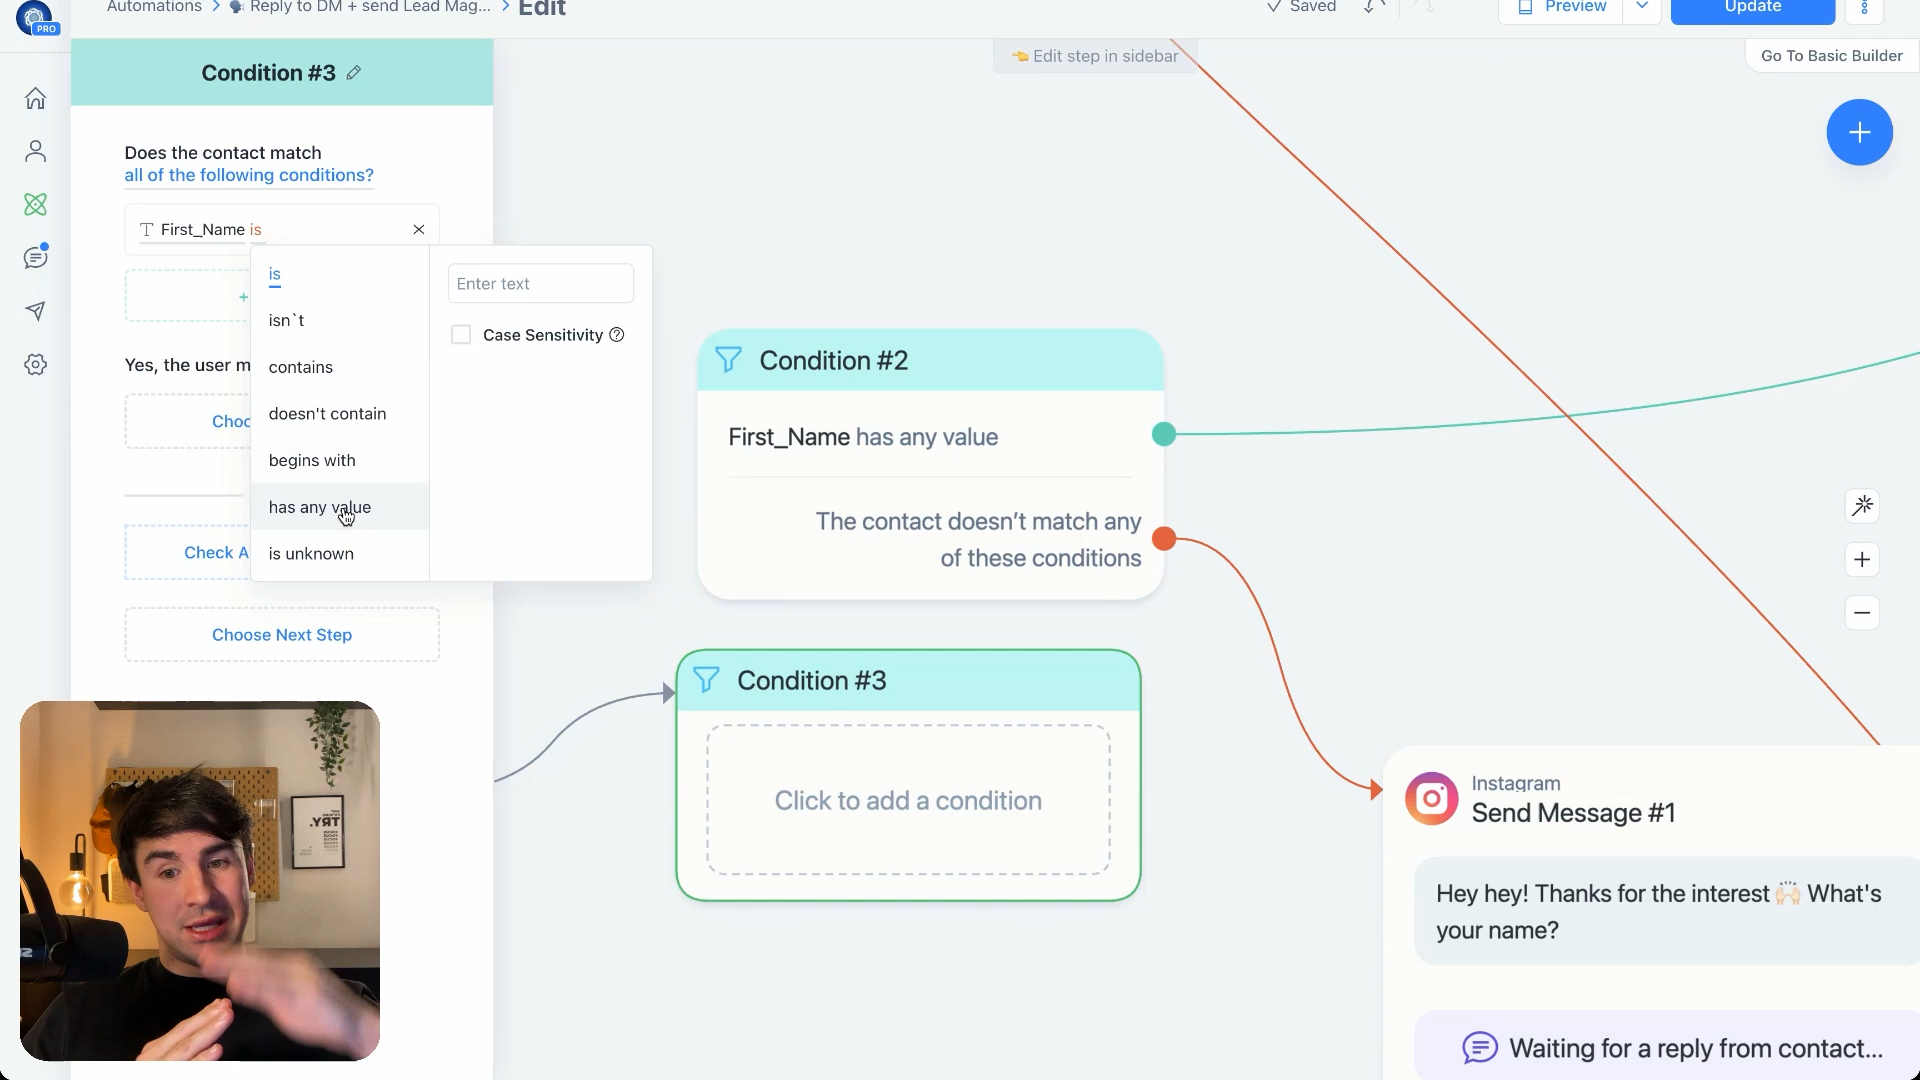 PRO
Automations > Reply to DM + send Lead Mag... > Edit
Saved
Preview
Update
Edit step in sidebar
Go To Basic Builder
Condition #3
Does the contact match
all of the following conditions?
First_Name is
is
isn`t
contains
doesn't contain
begins with
has any value
is unknown
Enter text
Case Sensitivity
+
Yes, the user m
Choo
Check A
Choose Next Step
Condition #2
First_Name has any value
The contact doesn’t match any
of these conditions
Condition #3
Click to add a condition
Instagram
Send Message #1
Hey hey! Thanks for the interest 🙌🏻 What's
your name?
Waiting for a reply from contact...
TRY.